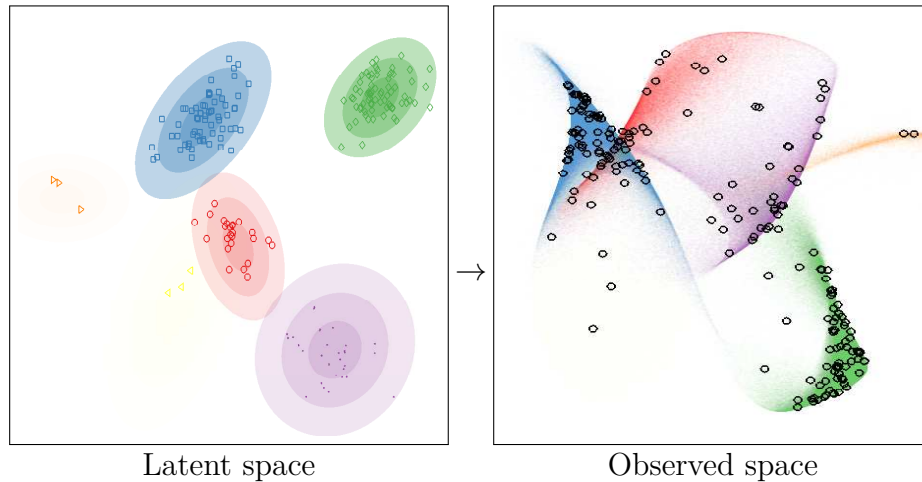 →
Latent space
Observed space